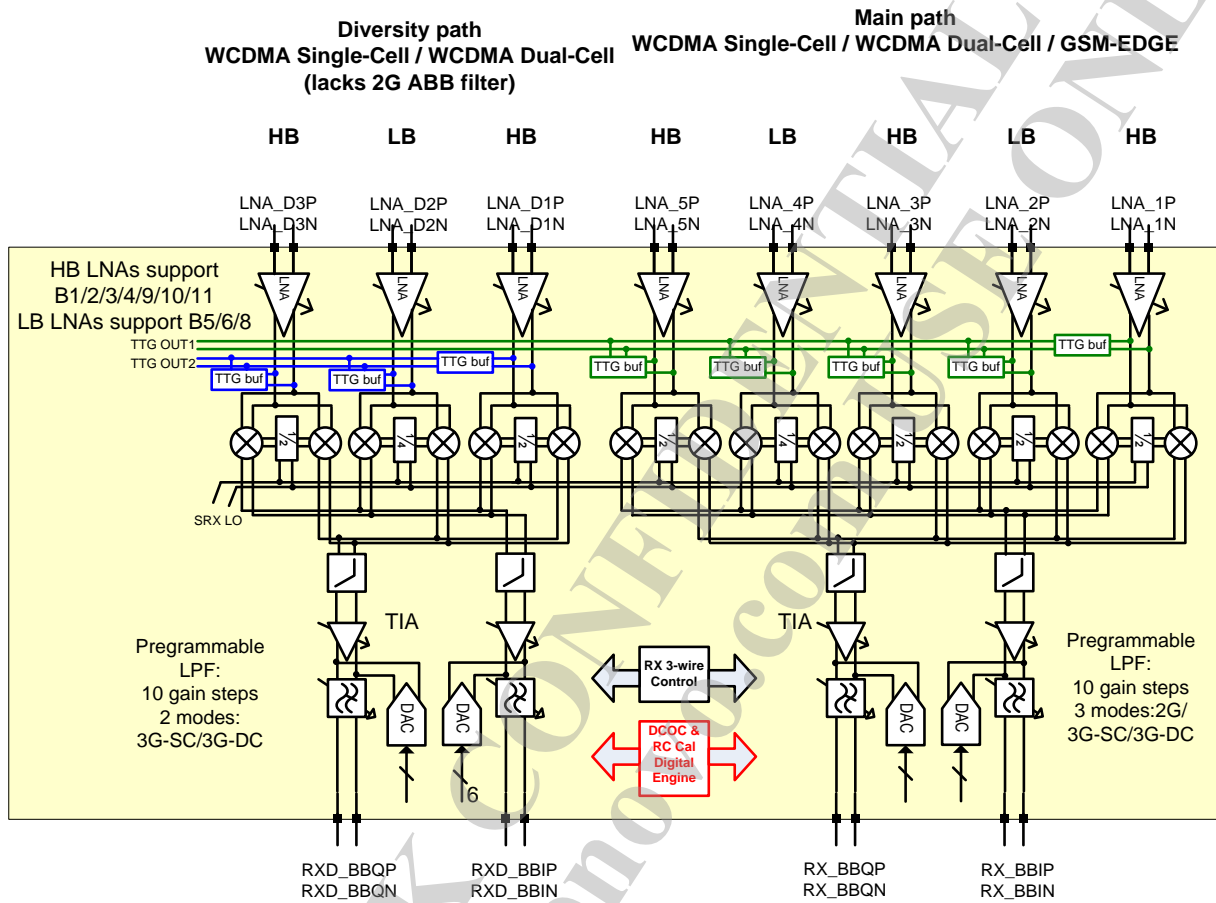 Diversity path
WCDMA Single-Cell / WCDMA Dual-Cell
(lacks 2G ABB filter)
Main path
WCDMA Single-Cell / WCDMA Dual-Cell / GSM-EDGE
HB
LB
HB
HB
LB
HB
LB
HB
LNA_D3P
LNA_D3N
LNA_D2P
LNA_D2N
LNA_D1P
LNA_D1N
LNA_5P
LNA_5N
LNA_4P
LNA_4N
LNA_3P
LNA_3N
LNA_2P
LNA_2N
LNA_1P
LNA_1N
HB LNAs support
B1/2/3/4/9/10/11
LB LNAs support B5/6/8
LNA
LNA
LNA
LNA
LNA
LNA
LNA
LNA
TTG OUT1
TTG OUT2
TTG buf
TTG buf
TTG buf
TTG buf
TTG buf
TTG buf
TTG buf
TTG buf
1/2
1/4
1/2
1/2
1/4
1/2
1/2
1/2
SRX LO
TIA
TIA
Pregrammable
LPF:
10 gain steps
2 modes:
3G-SC/3G-DC
DAC
DAC
6
RX 3-wire
Control
DCOC &
RC Cal
Digital
Engine
DAC
DAC
Pregrammable
LPF:
10 gain steps
3 modes:2G/
3G-SC/3G-DC
RXD_BBQP
RXD_BBQN
RXD_BBIP
RXD_BBIN
RX_BBQP
RX_BBQN
RX_BBIP
RX_BBIN
K CONFIDENTIAL
novo.com USE ONL